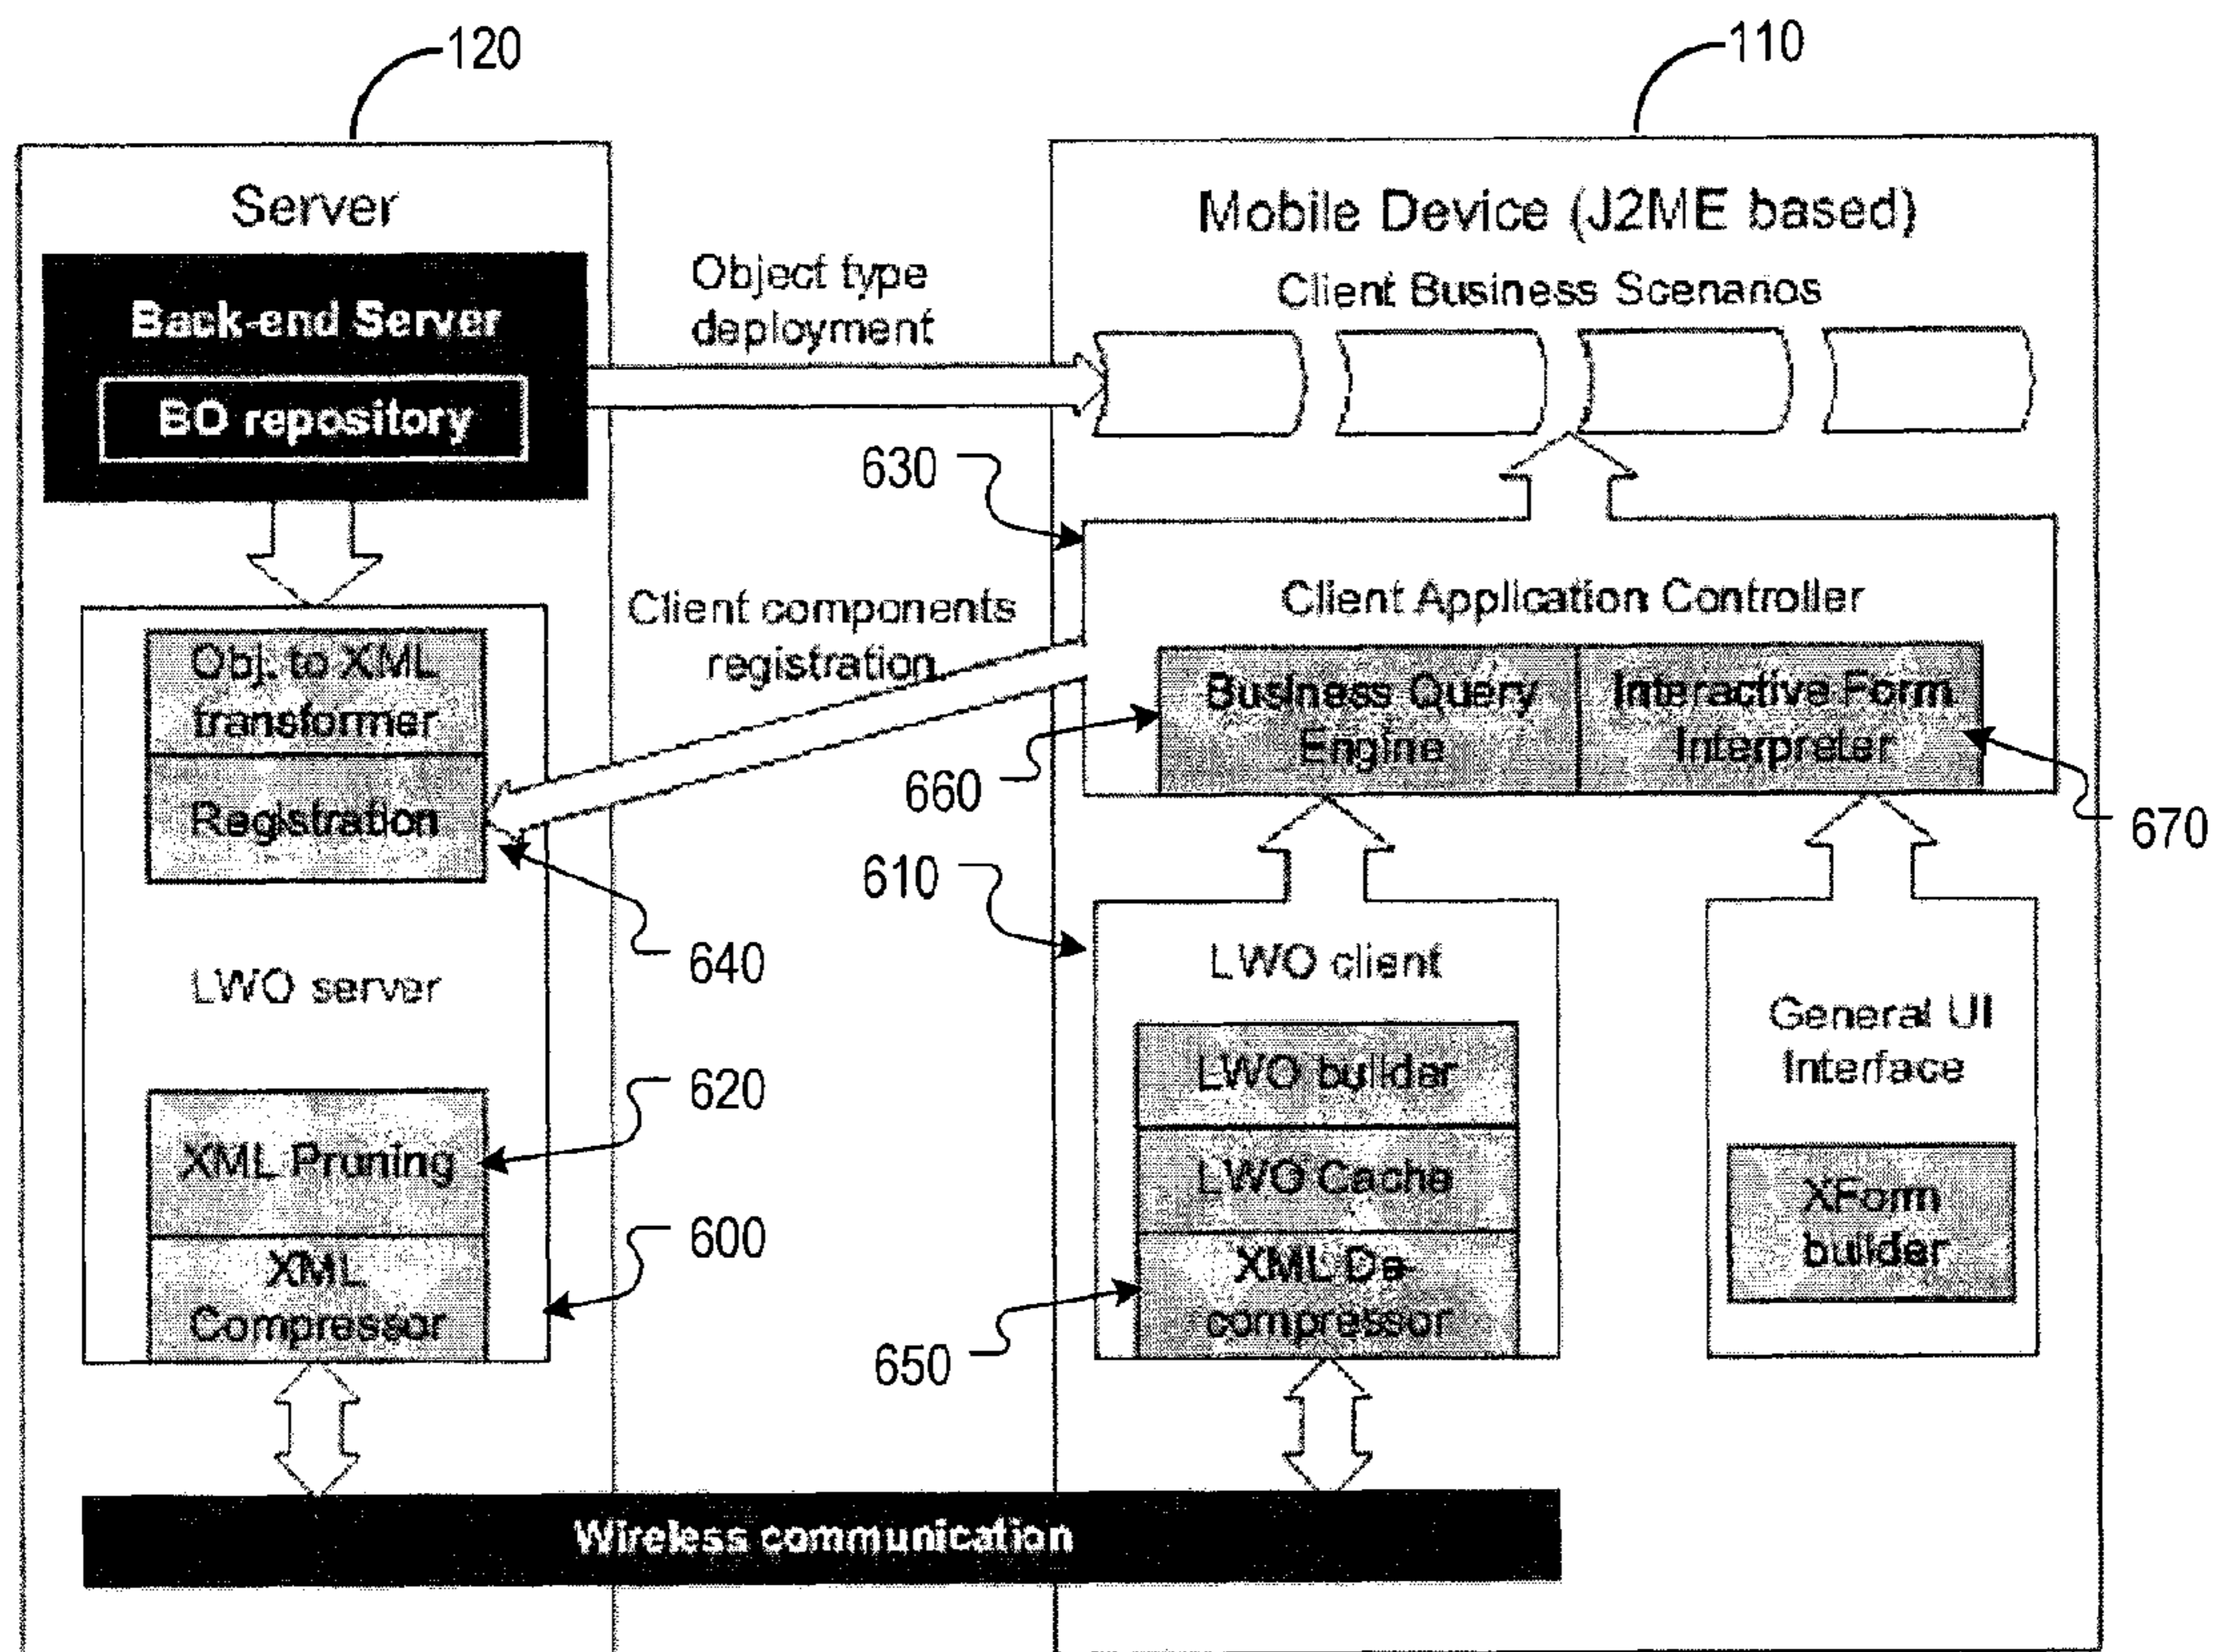 120
110
Server
Mobile Device (J2ME based)
Back-end Server
BO repository
Object type
deployment
Client Business Scenarios
630
Client components
registration
Client Application Controller
Obj. to XML
transformer
Registration
Business Query
Engine
Interactive Form
Interpreter
660
670
610
640
LWO server
LWO client
General UI
Interface
620
XML Pruning
LWO builder
LWO Cache
XForm
builder
600
XML
Compressor
XML De-
compressor
650
Wireless communication